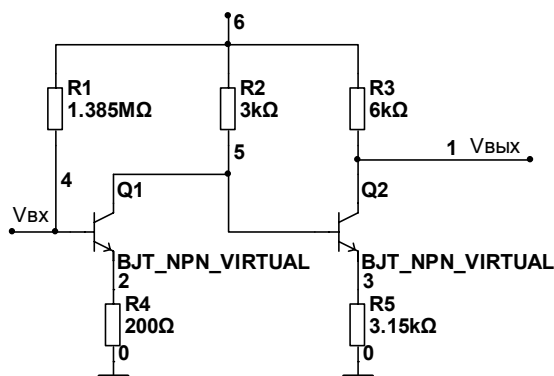 6
R1
1.385MΩ
R2
3kΩ
R3
6kΩ
5
1 Vвых
4
Q1
Q2
Vвх
BJT_NPN_VIRTUAL
BJT_NPN_VIRTUAL
2
3
R4
200Ω
R5
3.15kΩ
0
0